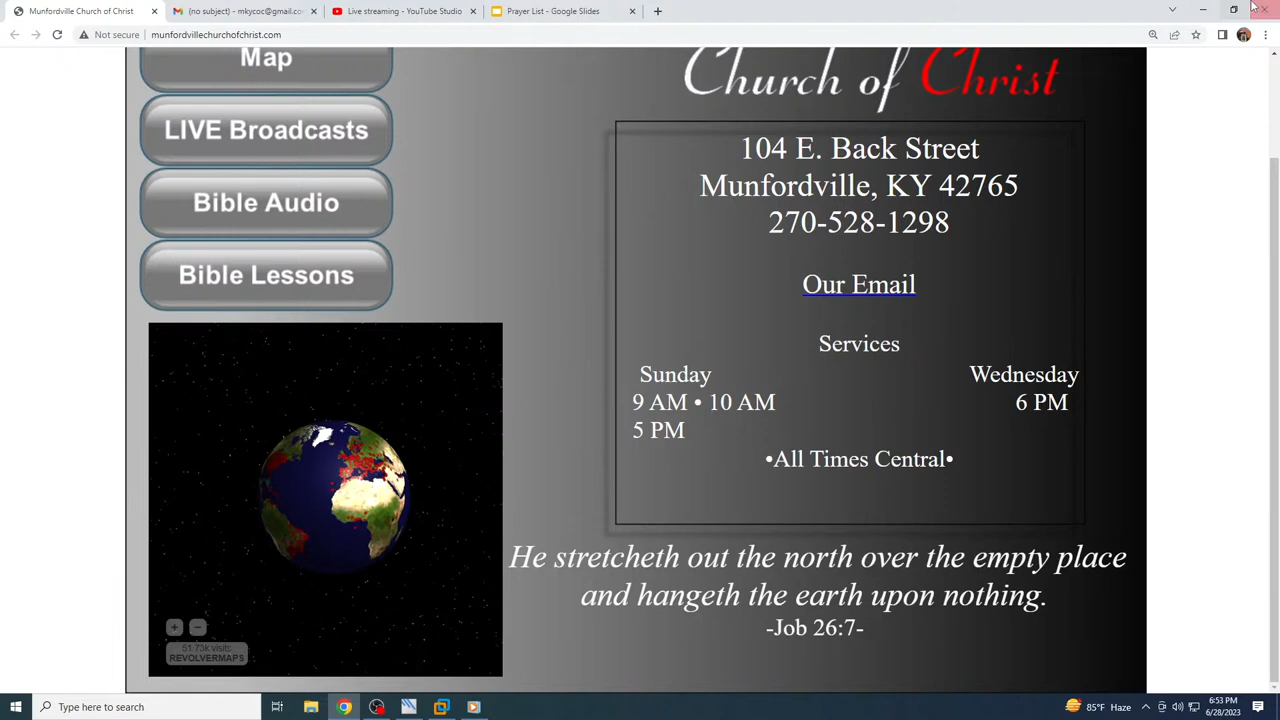 Munfordville Church of Christ
(no subject) - mkycoc@gmail.co
Live streaming - YouTube Studio
Prayer List - Google Slides
Not secure
munfordvillechurchofchrist.com
Map
LIVE Broadcasts
Bible Audio
Bible Lessons
Church of Christ
104 E. Back Street
Munfordville, KY 42765
270-528-1298
Our Email
Services
Sunday
Wednesday
9 AM • 10 AM
6 PM
5 PM
•All Times Central•
He stretcheth out the north over the empty place
and hangeth the earth upon nothing.
-Job 26:7-
51.73k visits:
REVOLVERMAPS
Type here to search
85°F Haze
6:53 PM
6/28/2023